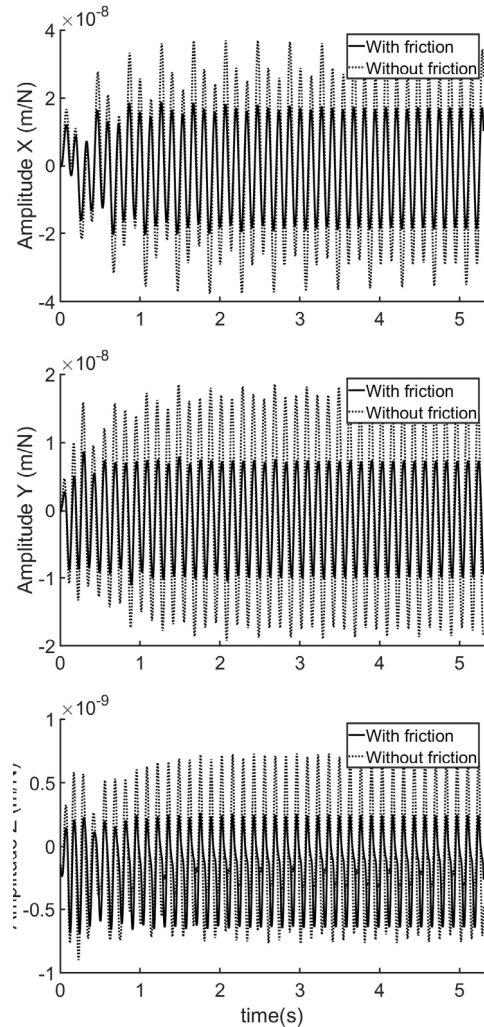 ×10-8
4
2
0
-2
-4
Amplitude X (m/N)
With friction
Without friction
0 1 2 3 4 5
×10-8
2
1
0
-1
-2
Amplitude Y (m/N)
With friction
Without friction
0 1 2 3 4 5
×10-9
1
0.5
0
-0.5
-1
(m/N)
With friction
Without friction
0 1 2 3 4 5
time(s)